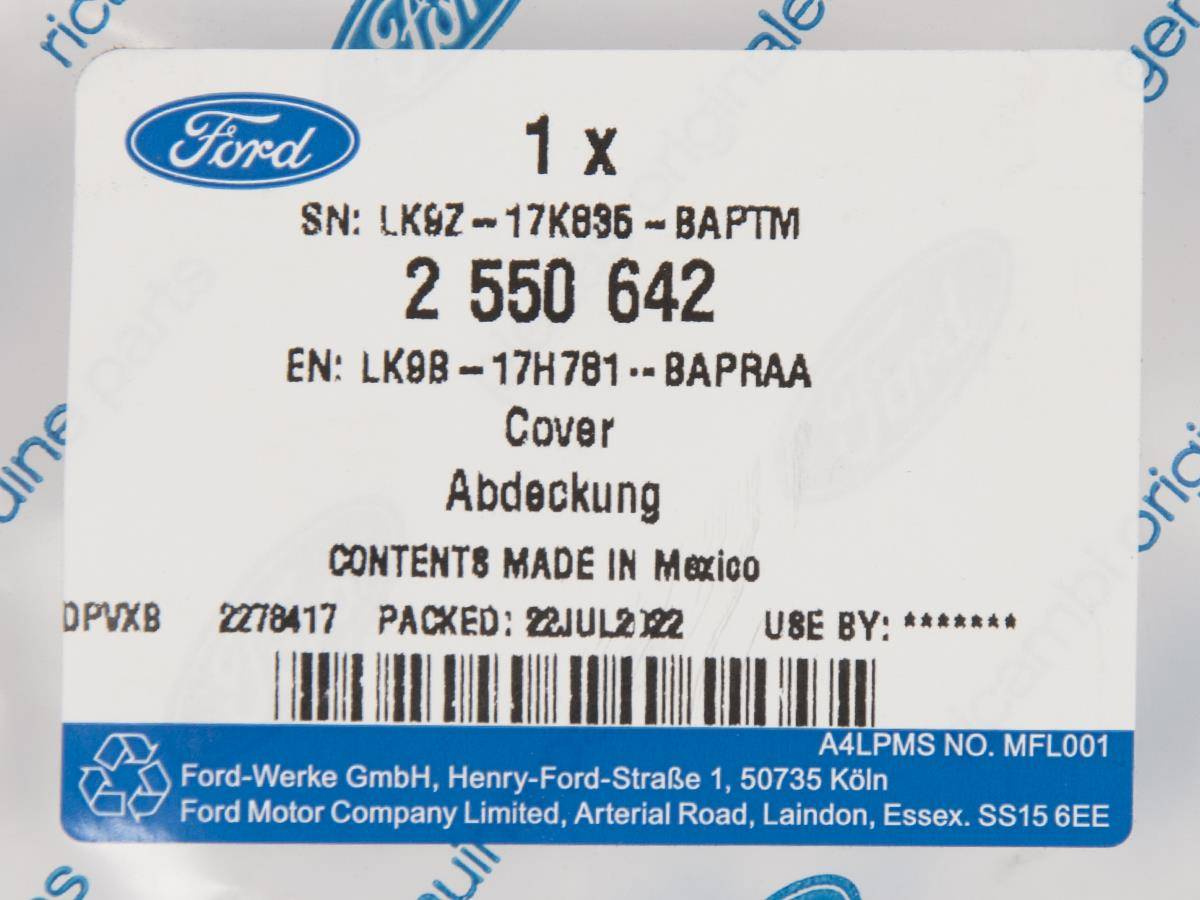 Ford
1 x
SN: LK9Z - 17K835 - BAPTM
2 550 642
EN: LK9B - 17H781 -- BAPRAA
Cover
Abdeckung
CONTENTS MADE IN Mexico
DPVXB 2278417 PACKED: 22JUL2022 USE BY: *******
A4LPMS NO. MFL001
Ford-Werke GmbH, Henry-Ford-Straße 1, 50735 Köln
Ford Motor Company Limited, Arterial Road, Laindon, Essex. SS15 6EE